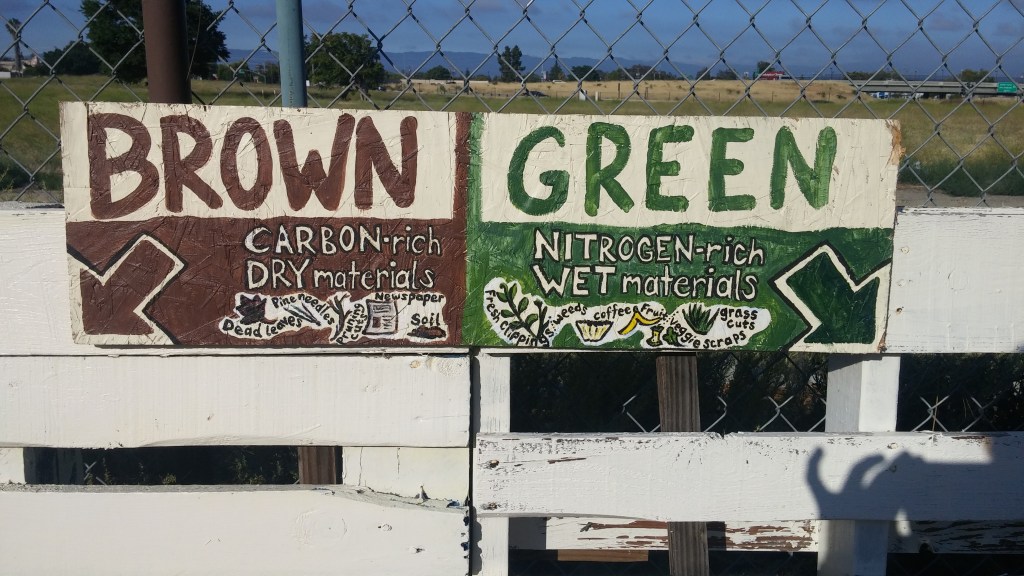 BROWN
CARBON-rich
DRY materials
Dead leaves
Pine needles
Newspaper
Soil
GREEN
NITROGEN-rich
WET materials
Fresh clippings
weeds
coffee
fruit
veggie scraps
grass
cuts